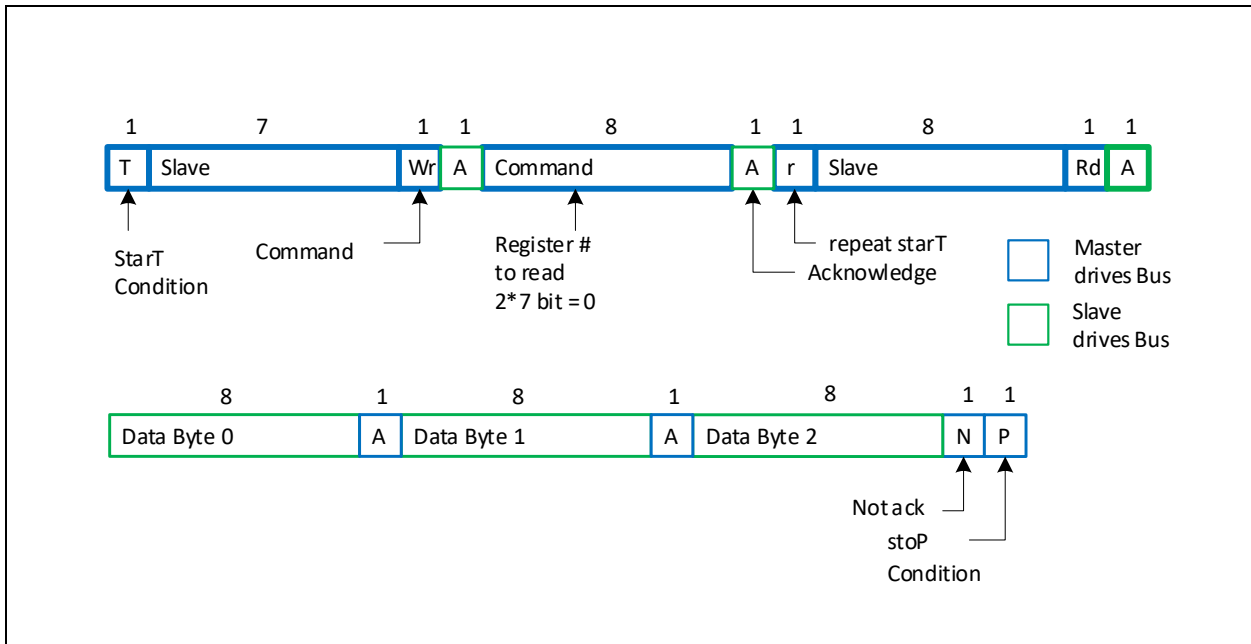 1 7 1 1 8 1 1 8 1 1
T Slave Wr A Command A r Slave Rd A
StarT
Condition
Command
Register #
to read
2*7 bit = 0
repeat starT
Acknowledge
Master
drives Bus
Slave
drives Bus
8 1 8 1 8 1 1
Data Byte 0 A Data Byte 1 A Data Byte 2 N P
Not ack
stoP
Condition